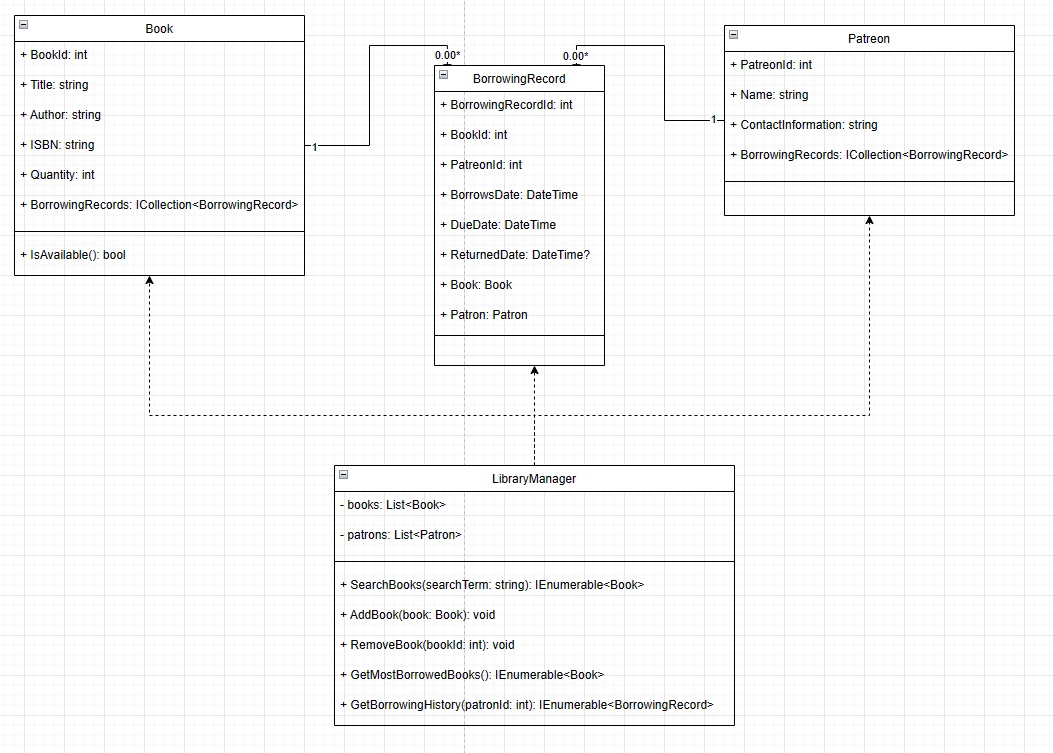 Book
+ BookId: int
+ Title: string
+ Author: string
+ ISBN: string
+ Quantity: int
+ BorrowingRecords: ICollection<BorrowingRecord>
+ IsAvailable(): bool
1
0.00*
0.00*
1
BorrowingRecord
+ BorrowingRecordId: int
+ BookId: int
+ PatreonId: int
+ BorrowsDate: DateTime
+ DueDate: DateTime
+ ReturnedDate: DateTime?
+ Book: Book
+ Patron: Patron
Patreon
+ PatreonId: int
+ Name: string
+ ContactInformation: string
+ BorrowingRecords: ICollection<BorrowingRecord>
LibraryManager
- books: List<Book>
- patrons: List<Patron>
+ SearchBooks(searchTerm: string): IEnumerable<Book>
+ AddBook(book: Book): void
+ RemoveBook(bookId: int): void
+ GetMostBorrowedBooks(): IEnumerable<Book>
+ GetBorrowingHistory(patronId: int): IEnumerable<BorrowingRecord>